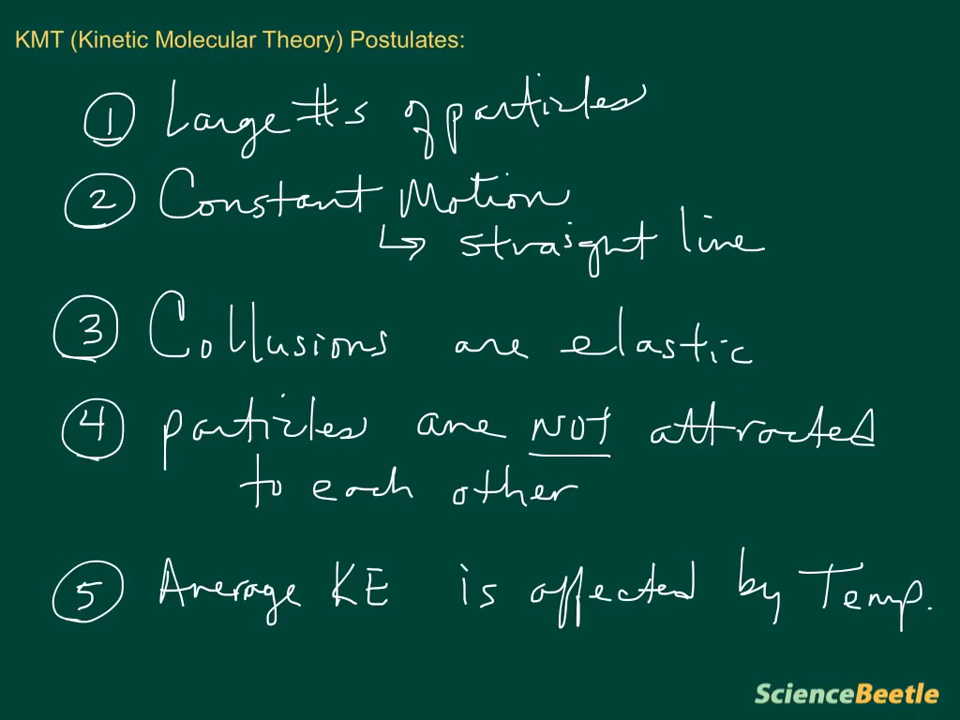 KMT (Kinetic Molecular Theory) Postulates:
1 Large #s of particles
2 Constant Motion
↳ straight line
3 Collusions are elastic
4 particles are NOT attracted
to each other
5 Average KE is affected by Temp.
ScienceBeetle